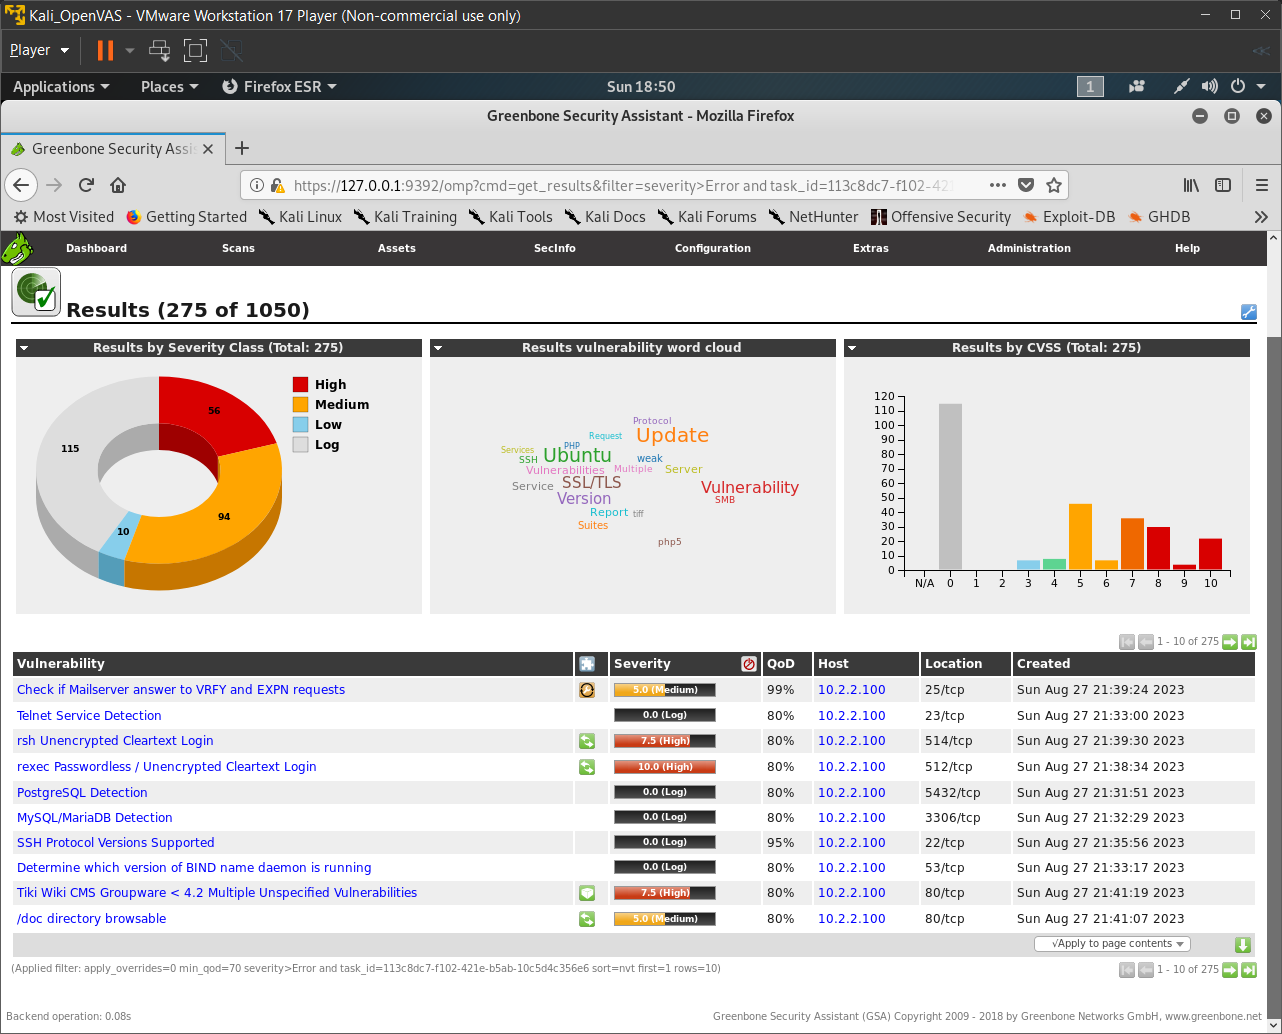 Kali_OpenVAS - VMware Workstation 17 Player (Non-commercial use only)
Player
Applications Places Firefox ESR Sun 18:50 1
Greenbone Security Assistant - Mozilla Firefox
Greenbone Security Assi
https://127.0.0.1:9392/omp?cmd=get_results&filter=severity>Error and task_id=113c8dc7-f102-421
Most Visited Getting Started Kali Linux Kali Training Kali Tools Kali Docs Kali Forums NetHunter Offensive Security Exploit-DB GHDB
Dashboard Scans Assets SecInfo Configuration Extras Administration Help
Results (275 of 1050)
Results by Severity Class (Total: 275)
56
115
94
10
High
Medium
Low
Log
Results vulnerability word cloud
Protocol
Request Update
Services PHP
SSH Ubuntu weak
Vulnerabilities Multiple Server
Service SSL/TLS Vulnerability
Version SMB
Report tiff
Suites
php5
Results by CVSS (Total: 275)
120
110
100
90
80
70
60
50
40
30
20
10
0
N/A 0 1 2 3 4 5 6 7 8 9 10
1 - 10 of 275
Vulnerability Severity QoD Host Location Created
Check if Mailserver answer to VRFY and EXPN requests 5.0 (Medium) 99% 10.2.2.100 25/tcp Sun Aug 27 21:39:24 2023
Telnet Service Detection 0.0 (Log) 80% 10.2.2.100 23/tcp Sun Aug 27 21:33:00 2023
rsh Unencrypted Cleartext Login 7.5 (High) 80% 10.2.2.100 514/tcp Sun Aug 27 21:39:30 2023
rexec Passwordless / Unencrypted Cleartext Login 10.0 (High) 80% 10.2.2.100 512/tcp Sun Aug 27 21:38:34 2023
PostgreSQL Detection 0.0 (Log) 80% 10.2.2.100 5432/tcp Sun Aug 27 21:31:51 2023
MySQL/MariaDB Detection 0.0 (Log) 80% 10.2.2.100 3306/tcp Sun Aug 27 21:32:29 2023
SSH Protocol Versions Supported 0.0 (Log) 95% 10.2.2.100 22/tcp Sun Aug 27 21:35:56 2023
Determine which version of BIND name daemon is running 0.0 (Log) 80% 10.2.2.100 53/tcp Sun Aug 27 21:33:17 2023
Tiki Wiki CMS Groupware < 4.2 Multiple Unspecified Vulnerabilities 7.5 (High) 80% 10.2.2.100 80/tcp Sun Aug 27 21:41:19 2023
/doc directory browsable 5.0 (Medium) 80% 10.2.2.100 80/tcp Sun Aug 27 21:41:07 2023
√Apply to page contents
(Applied filter: apply_overrides=0 min_qod=70 severity>Error and task_id=113c8dc7-f102-421e-b5ab-10c5d4c356e6 sort=nvt first=1 rows=10) 1 - 10 of 275
Backend operation: 0.08s Greenbone Security Assistant (GSA) Copyright 2009 - 2018 by Greenbone Networks GmbH, www.greenbone.net